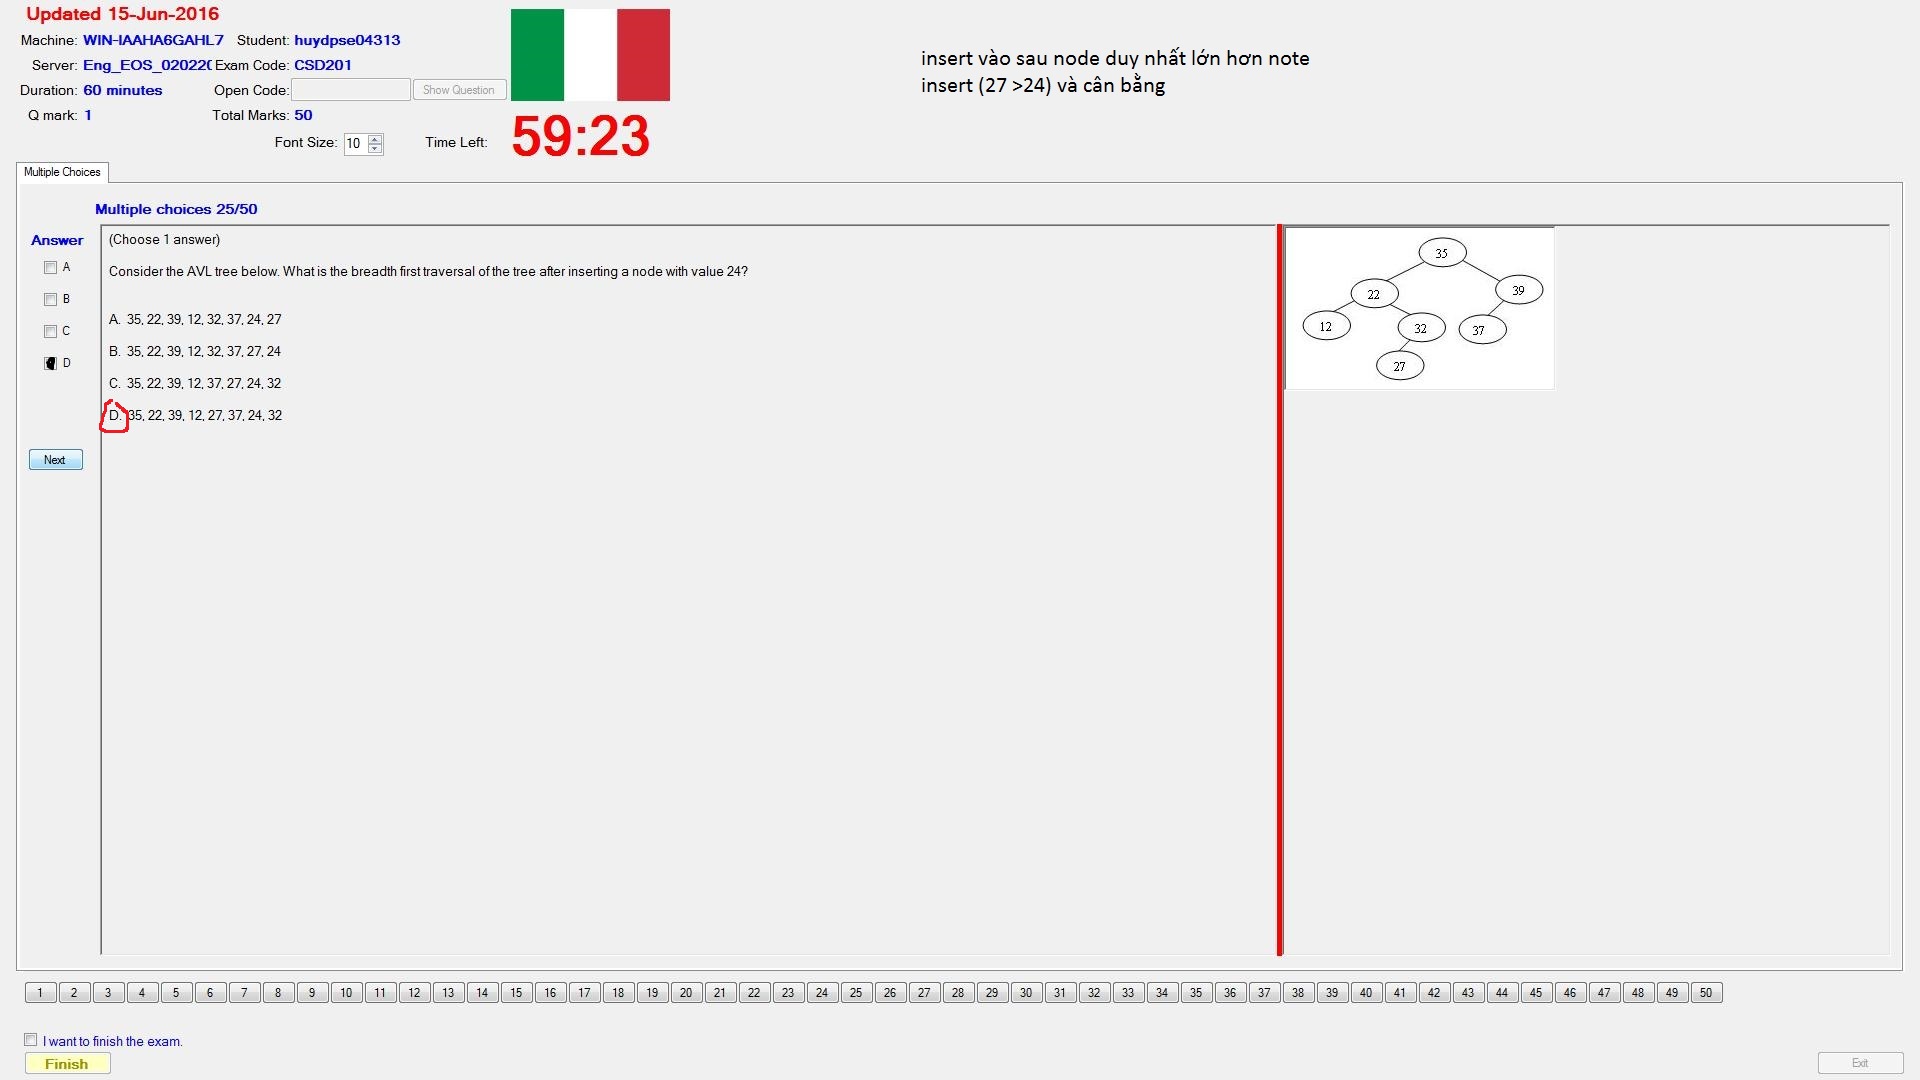 Updated 15-Jun-2016
Machine: WIN-IAAHA6GAHL7 Student: huydpse04313
Server: Eng_EOS_02022( Exam Code: CSD201
Duration: 60 minutes Open Code: Show Question
Q mark: 1 Total Marks: 50
Font Size: 10 Time Left: 59:23
insert vào sau node duy nhất lớn hơn note
insert (27 >24) và cân bằng
Multiple Choices
Multiple choices 25/50
Answer
A
B
C
D
Next
(Choose 1 answer)
Consider the AVL tree below. What is the breadth first traversal of the tree after inserting a node with value 24?
A. 35, 22, 39, 12, 32, 37, 24, 27
B. 35, 22, 39, 12, 32, 37, 27, 24
C. 35, 22, 39, 12, 37, 27, 24, 32
D. 35, 22, 39, 12, 27, 37, 24, 32
35
22 39
12 32 37
27
1 2 3 4 5 6 7 8 9 10 11 12 13 14 15 16 17 18 19 20 21 22 23 24 25 26 27 28 29 30 31 32 33 34 35 36 37 38 39 40 41 42 43 44 45 46 47 48 49 50
I want to finish the exam.
Finish
Exit